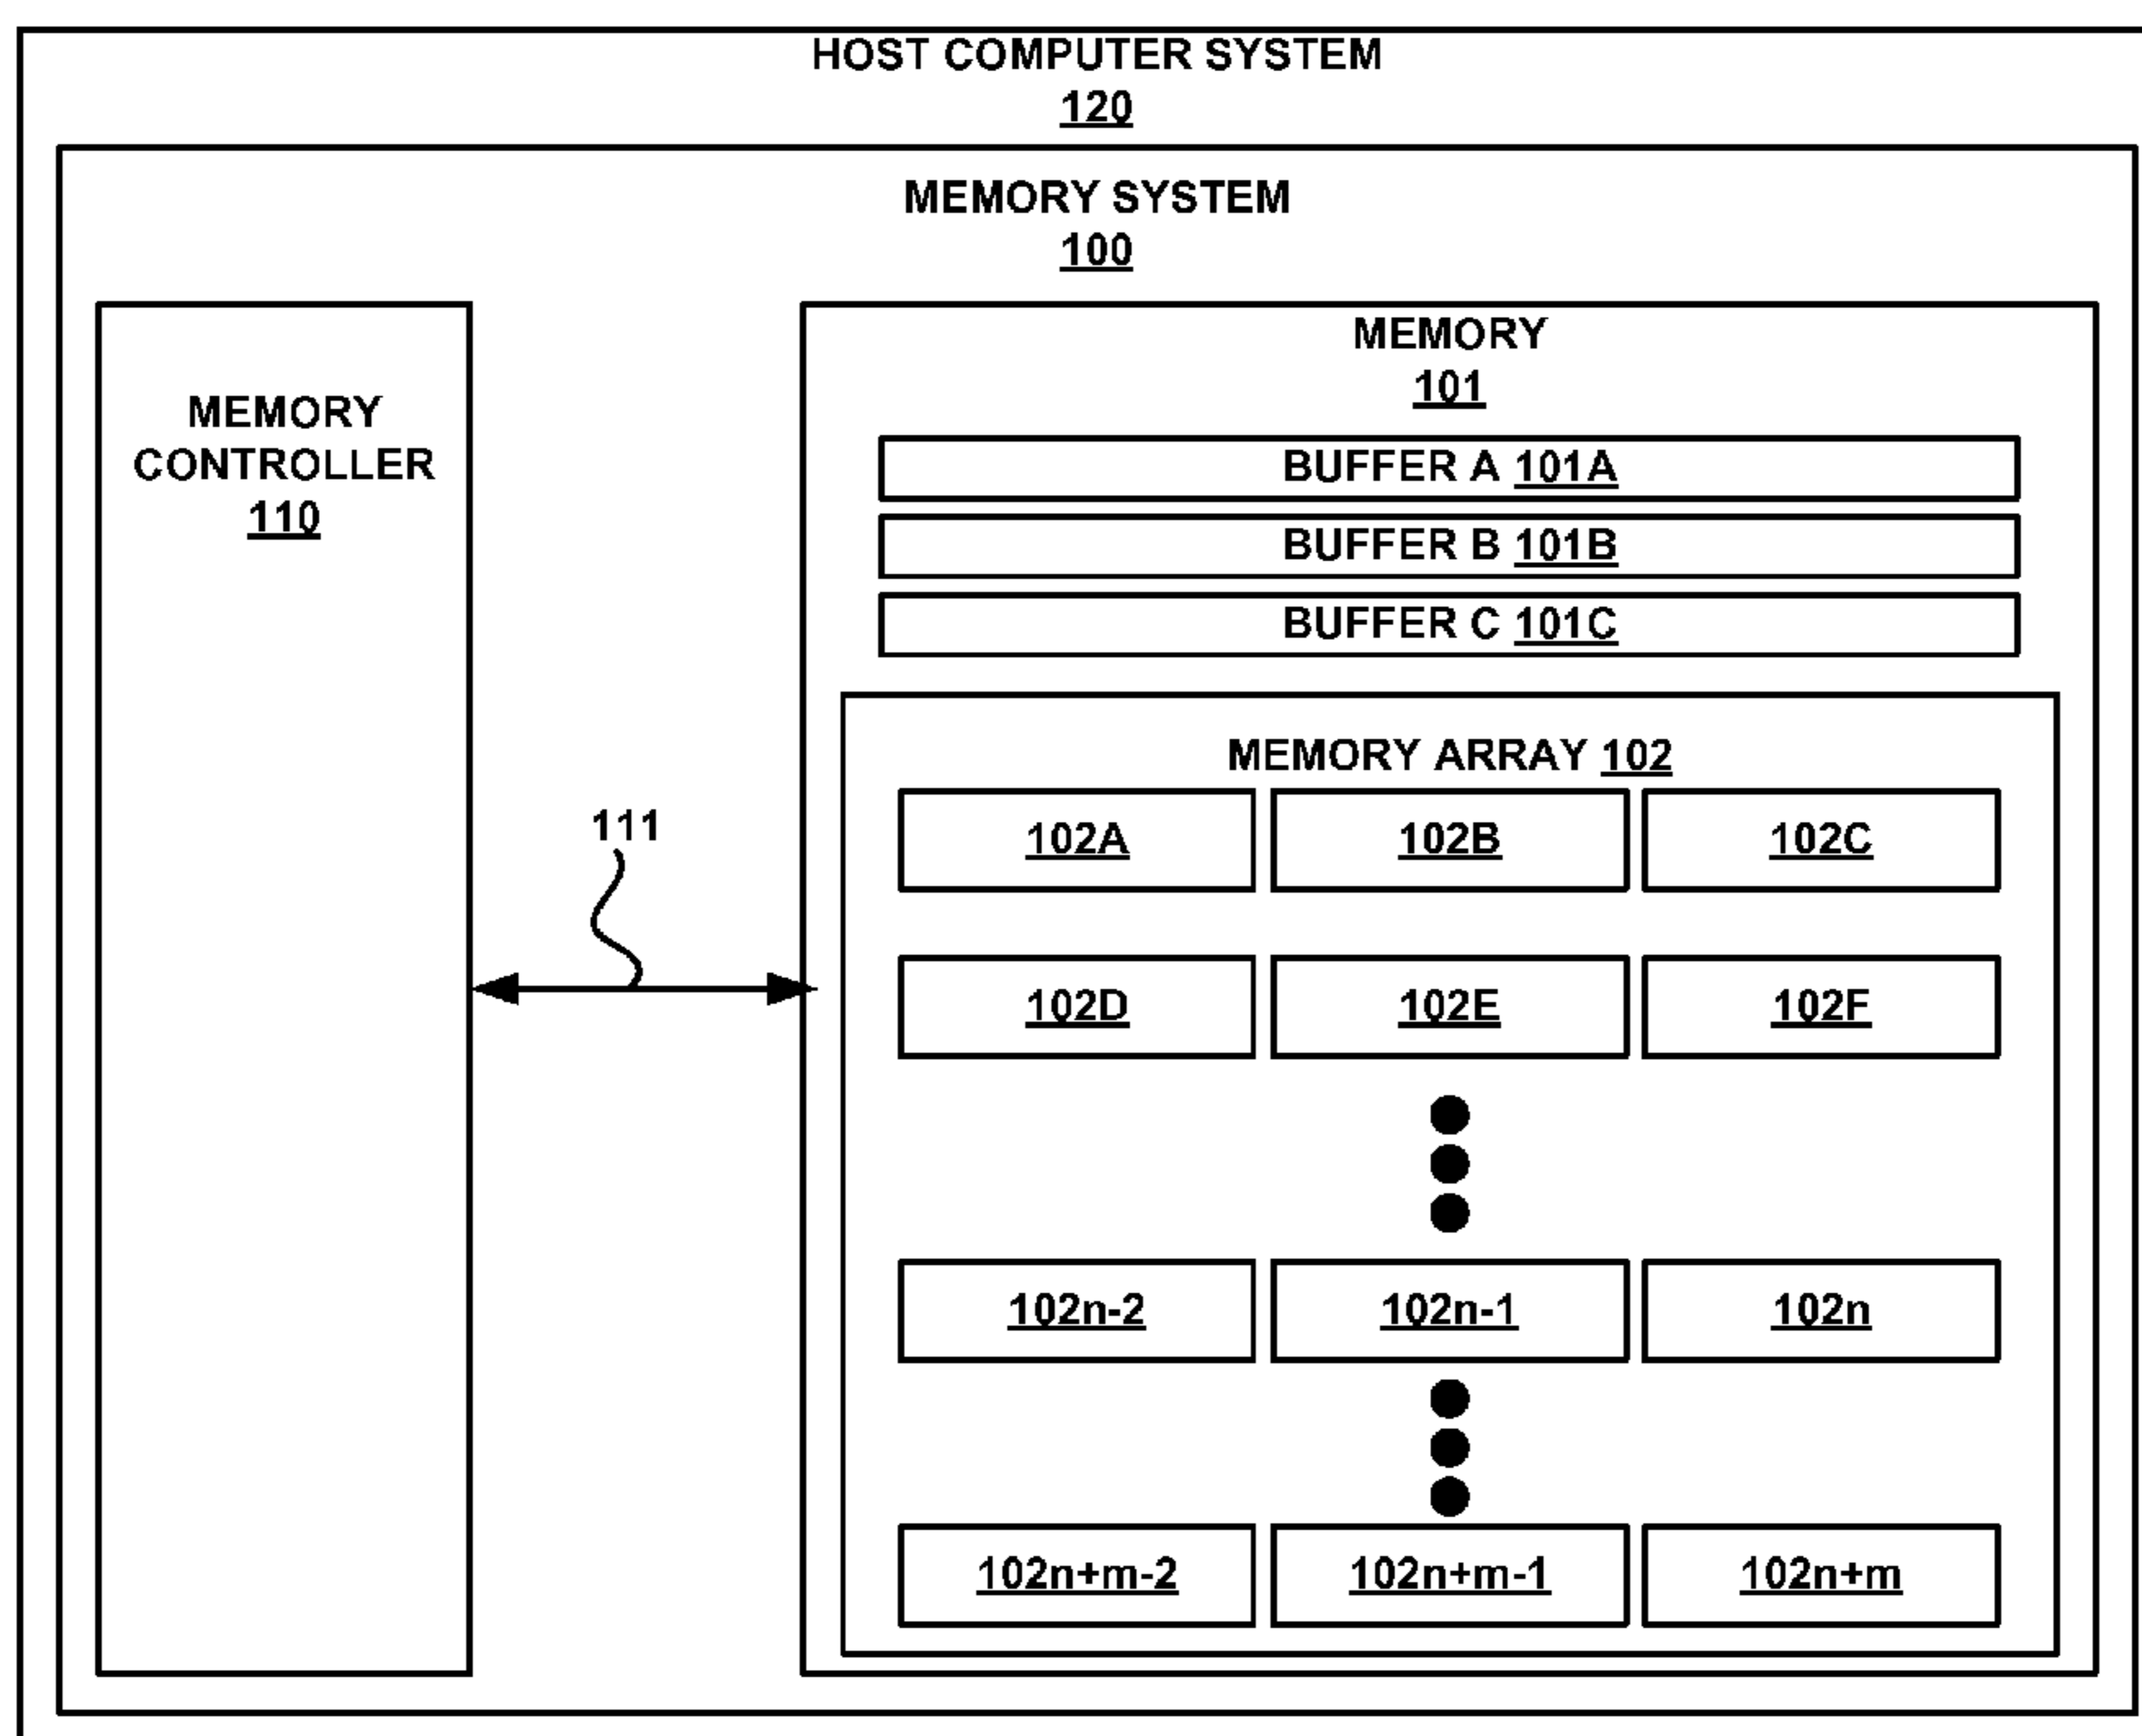 HOST COMPUTER SYSTEM
120
MEMORY SYSTEM
100
MEMORY
CONTROLLER
110
111
MEMORY
101
BUFFER A 101A
BUFFER B 101B
BUFFER C 101C
MEMORY ARRAY 102
102A 102B 102C
102D 102E 102F
102n-2 102n-1 102n
102n+m-2 102n+m-1 102n+m